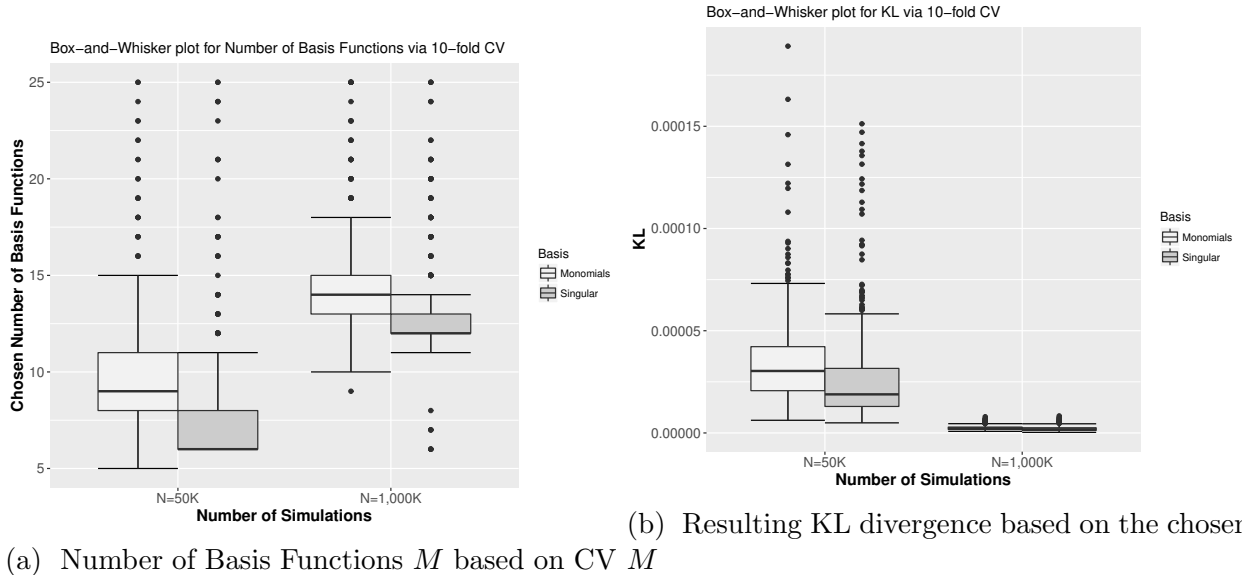 Box−and−Whisker plot for Number of Basis Functions via 10−fold CV
25
20
15
10
5
Chosen Number of Basis Functions
N=50K
N=1,000K
Number of Simulations
Basis
Monomials
Singular
(a) Number of Basis Functions M based on CV M
Box−and−Whisker plot for KL via 10−fold CV
0.00015
0.00010
0.00005
0.00000
KL
N=50K
N=1,000K
Number of Simulations
Basis
Monomials
Singular
(b) Resulting KL divergence based on the chosen